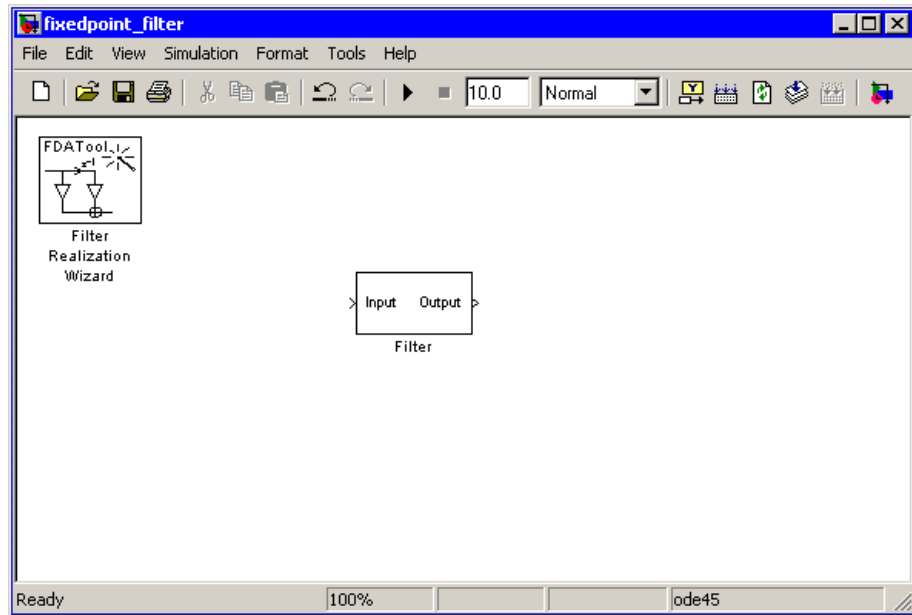 fixedpoint_filter
File Edit View Simulation Format Tools Help
10.0 Normal
FDATool
z-1
Filter
Realization
Wizard
Input Output
Filter
Ready 100% ode45